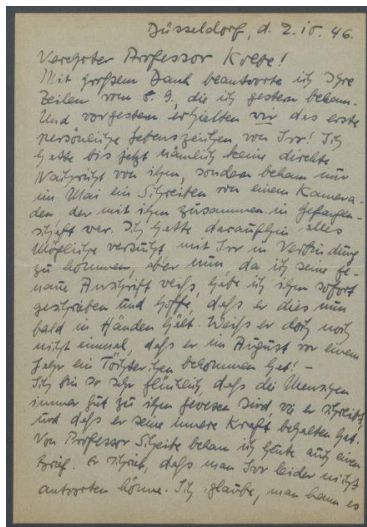 Düsseldorf, d. 2.10.46.
Verehrter Professor Kolbe!
Mit großem Dank beantworte ich Ihre
Zeilen vom 8.9., die ich gestern bekam.
Und vorgestern erhielten wir das erste
persönliche Lebenszeichen von Irr! Ich
hatte bis jetzt nämlich keine direkte
Nachricht von ihm, sondern bekam nur
im Mai ein Schreiben von einem Kamera-
den der mit ihm zusammen in Gefangen-
schaft war. Ich hatte daraufhin alles
Mögliche versucht mit Irr in Verbindung
zu kommen, aber nun, da ich seine ge-
naue Anschrift weiß, habe ich ihm sofort
geschrieben und hoffe, daß er dies nun
bald in Händen hält. Weiß er doch noch
nicht einmal, daß er im August vor einem
Jahr ein Töchterchen bekommen hat! –
Ich bin so sehr glücklich daß die Menschen
immer gut zu ihm gewesen sind, wie er schreibt,
und daß er seine innere Kraft behalten hat.
Von Professor Scheibe bekam ich heute auch einen
Brief. Er schreibt, daß man Irr leider nicht
antworten könne. Ich glaube, man kann es